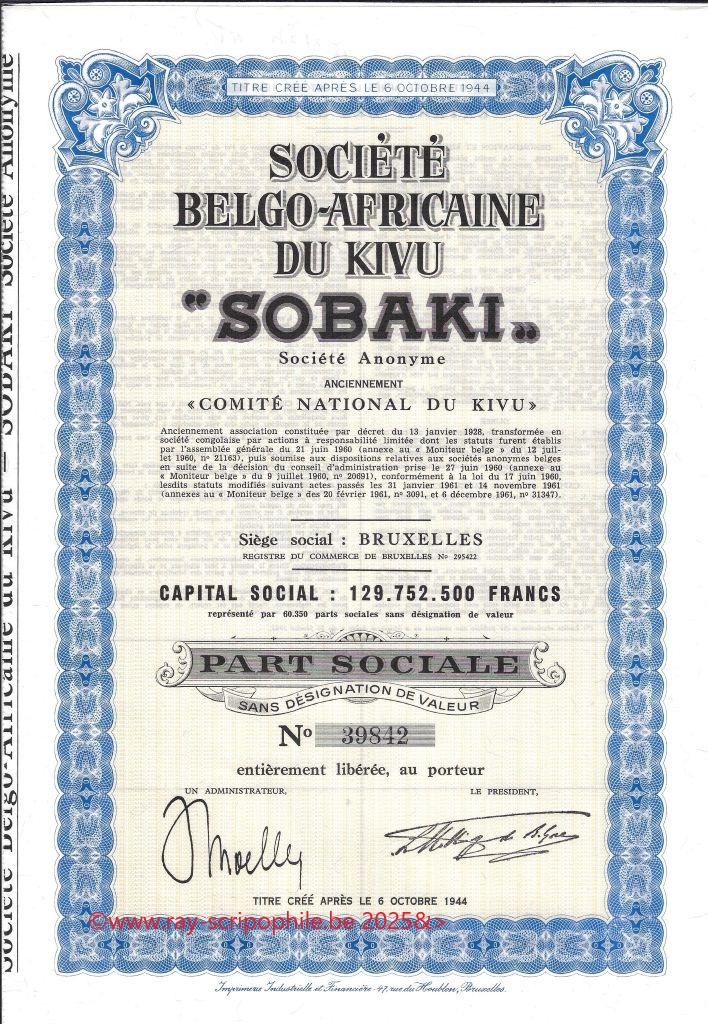 TITRE CRÉE APRÈS LE 6 OCTOBRE 1944
SOCIÉTÉ
BELGO-AFRICAINE
DU KIVU
"SOBAKI"
Société Anonyme
ANCIENNEMENT
«COMITÉ NATIONAL DU KIVU»
Anciennement association constituée par décret du 13 janvier 1928, transformée en
société congolaise par actions à responsabilité limitée dont les statuts furent établis
par l'assemblée générale du 21 juin 1960 (annexe au « Moniteur belge » du 12 juil-
let 1960, nº 21163), puis soumise aux dispositions relatives aux sociétés anonymes belges
en suite de la décision du conseil d'administration prise le 27 juin 1960 (annexe au
« Moniteur belge » du 9 juillet 1960, nº 20691), conformément à la loi du 17 juin 1960,
lesdits statuts modifiés suivant actes passés les 31 janvier 1961 et 14 novembre 1961
(annexes au « Moniteur belge » des 20 février 1961, nº 3091, et 6 décembre 1961, nº 31347).
Siège social : BRUXELLES
REGISTRE DU COMMERCE DE BRUXELLES Nº 295422
CAPITAL SOCIAL : 129.752.500 FRANCS
représenté par 60.350 parts sociales sans désignation de valeur
PART SOCIALE
SANS DÉSIGNATION DE VALEUR
Nº 39842
entièrement libérée, au porteur
UN ADMINISTRATEUR, LE PRESIDENT,
TITRE CRÉÉ APRÈS LE 6 OCTOBRE 1944
©www.ray-scripophile.be 2025&>
Imprimerie Industrielle et Financière - 47, rue du Houblon, Bruxelles.
Société Belgo-Africaine du Kivu — SOBAKI Société Anonyme